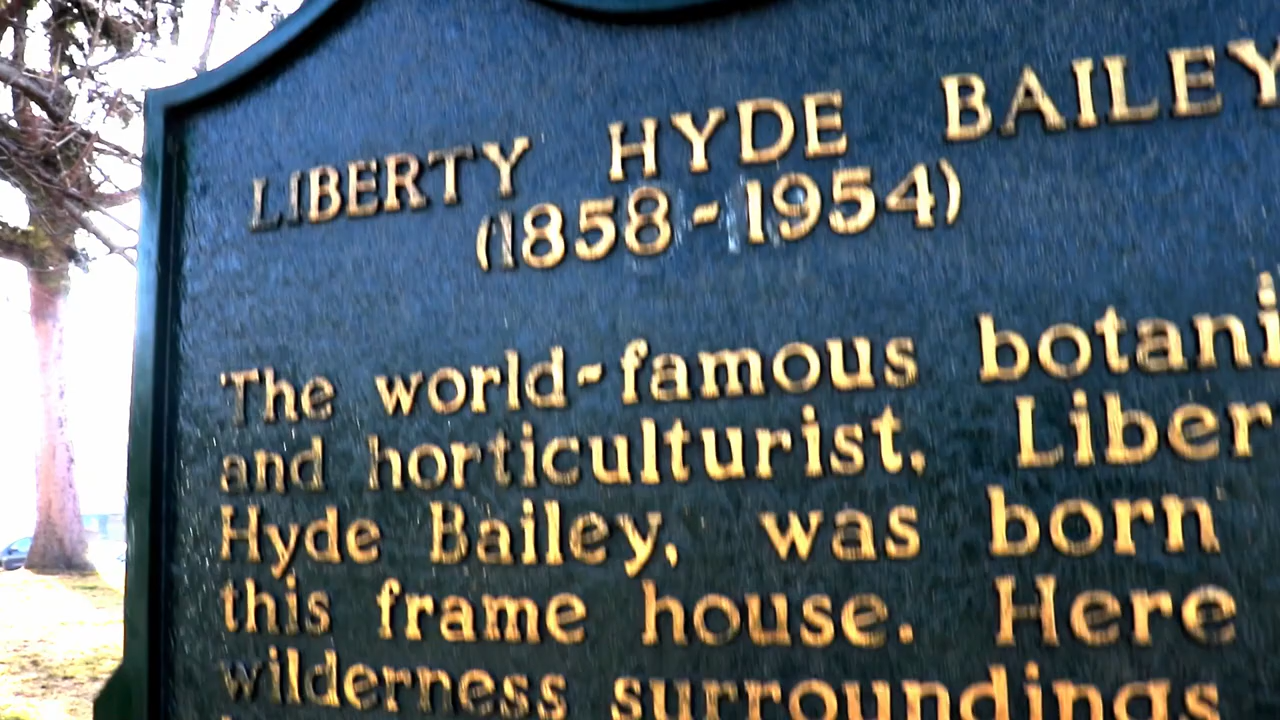 LIBERTY HYDE BAILEY
(1858-1954)
The world-famous botani
and horticulturist, Liber
Hyde Bailey, was born
this frame house. Here
wilderness surroundings